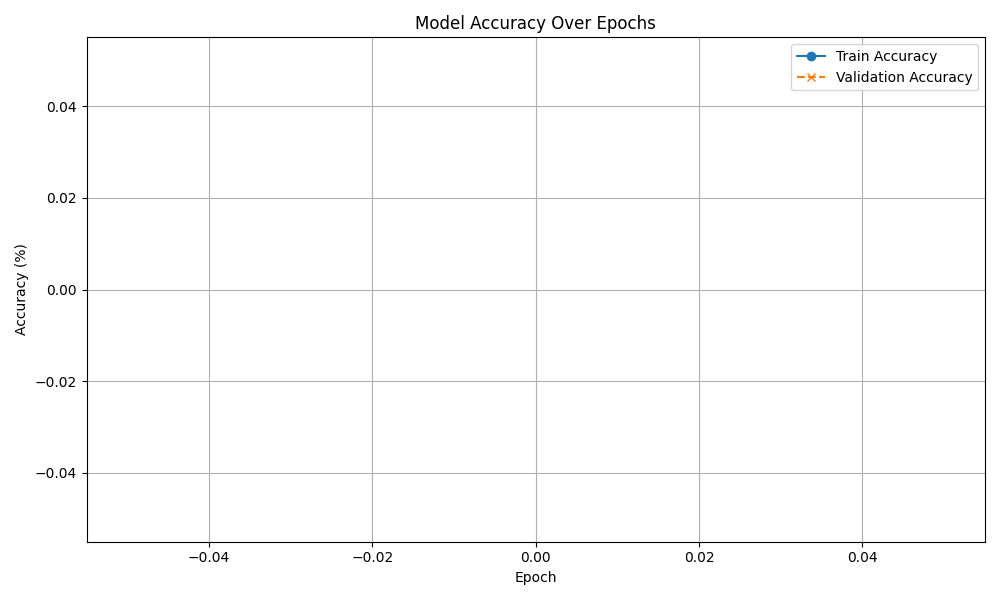 Model Accuracy Over Epochs
Train Accuracy
Validation Accuracy
0.04
0.02
0.00
−0.02
−0.04
Accuracy (%)
−0.04 −0.02 0.00 0.02 0.04
Epoch